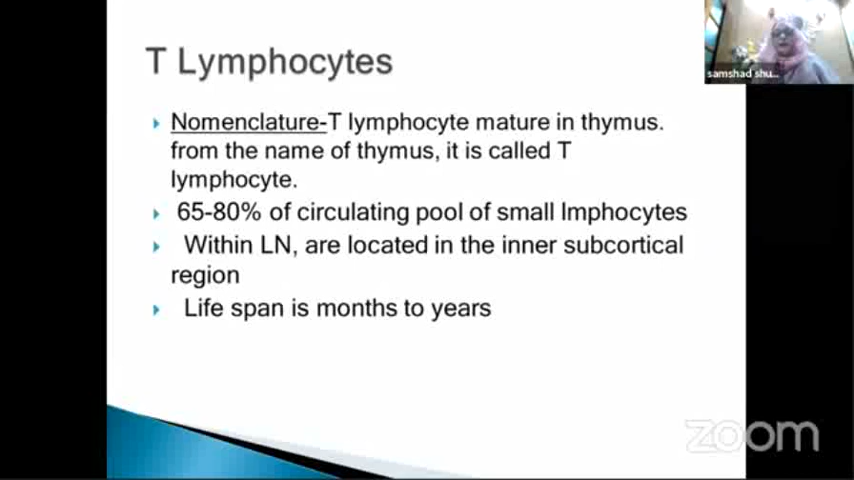 T Lymphocytes
samshad shu...
Nomenclature-T lymphocyte mature in thymus.
from the name of thymus, it is called T
lymphocyte.
65-80% of circulating pool of small lmphocytes
Within LN, are located in the inner subcortical
region
Life span is months to years
zoom